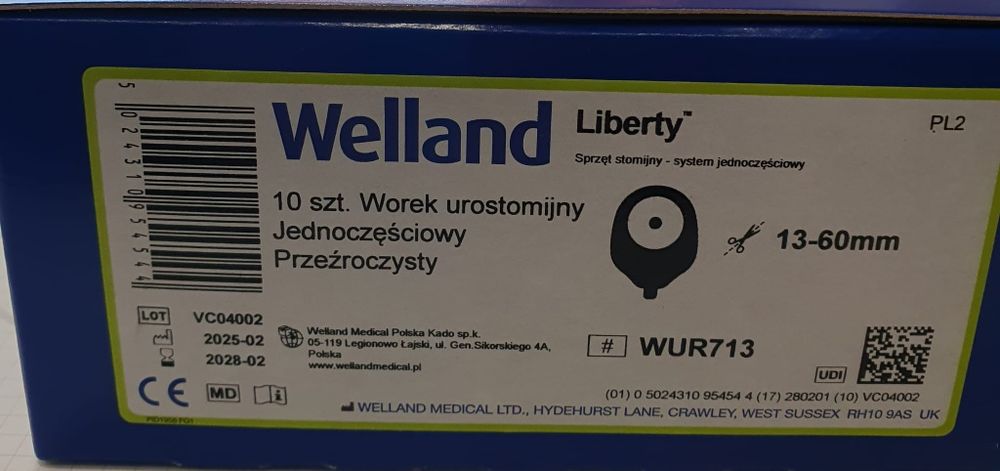 5 024310 954544
Welland
Liberty™
PL2
Sprzęt stomijny - system jednoczęściowy
10 szt. Worek urostomijny
Jednoczęściowy
Przeźroczysty
13-60mm
LOT VC04002
2025-02
2028-02
Welland Medical Polska Kado sp.k.
05-119 Legionowo Łajski, ul. Gen.Sikorskiego 4A,
Polska
www.wellandmedical.pl
# WUR713
UDI
CE MD i
(01) 0 5024310 95454 4 (17) 280201 (10) VC04002
WELLAND MEDICAL LTD., HYDEHURST LANE, CRAWLEY, WEST SUSSEX RH10 9AS UK